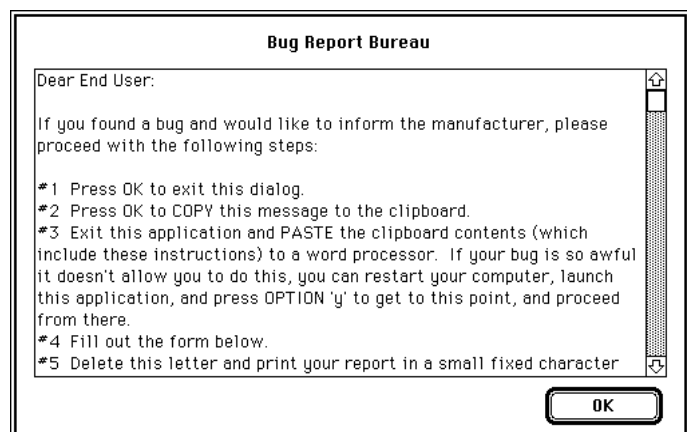 Bug Report Bureau
Dear End User:
If you found a bug and would like to inform the manufacturer, please
proceed with the following steps:
#1 Press OK to exit this dialog.
#2 Press OK to COPY this message to the clipboard.
#3 Exit this application and PASTE the clipboard contents (which
include these instructions) to a word processor. If your bug is so awful
it doesn't allow you to do this, you can restart your computer, launch
this application, and press OPTION 'y' to get to this point, and proceed
from there.
#4 Fill out the form below.
#5 Delete this letter and print your report in a small fixed character
OK